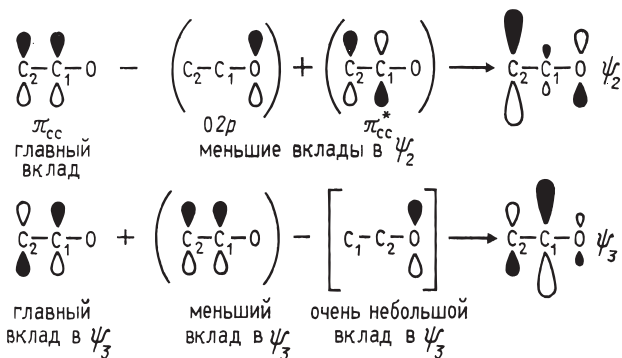 C₂–C₁–O – (C₂–C₁–O) + (C₂–C₁–O) ⟶ C₂–C₁–O ψ₂
π_cc O2p π*_cc
главный меньшие вклады в ψ₂
вклад
C₂–C₁–O + (C₂–C₁–O) – [C₁–C₂–O] ⟶ C₂–C₁–O ψ₃
главный меньший очень небольшой
вклад в ψ₃ вклад в ψ₃ вклад в ψ₃